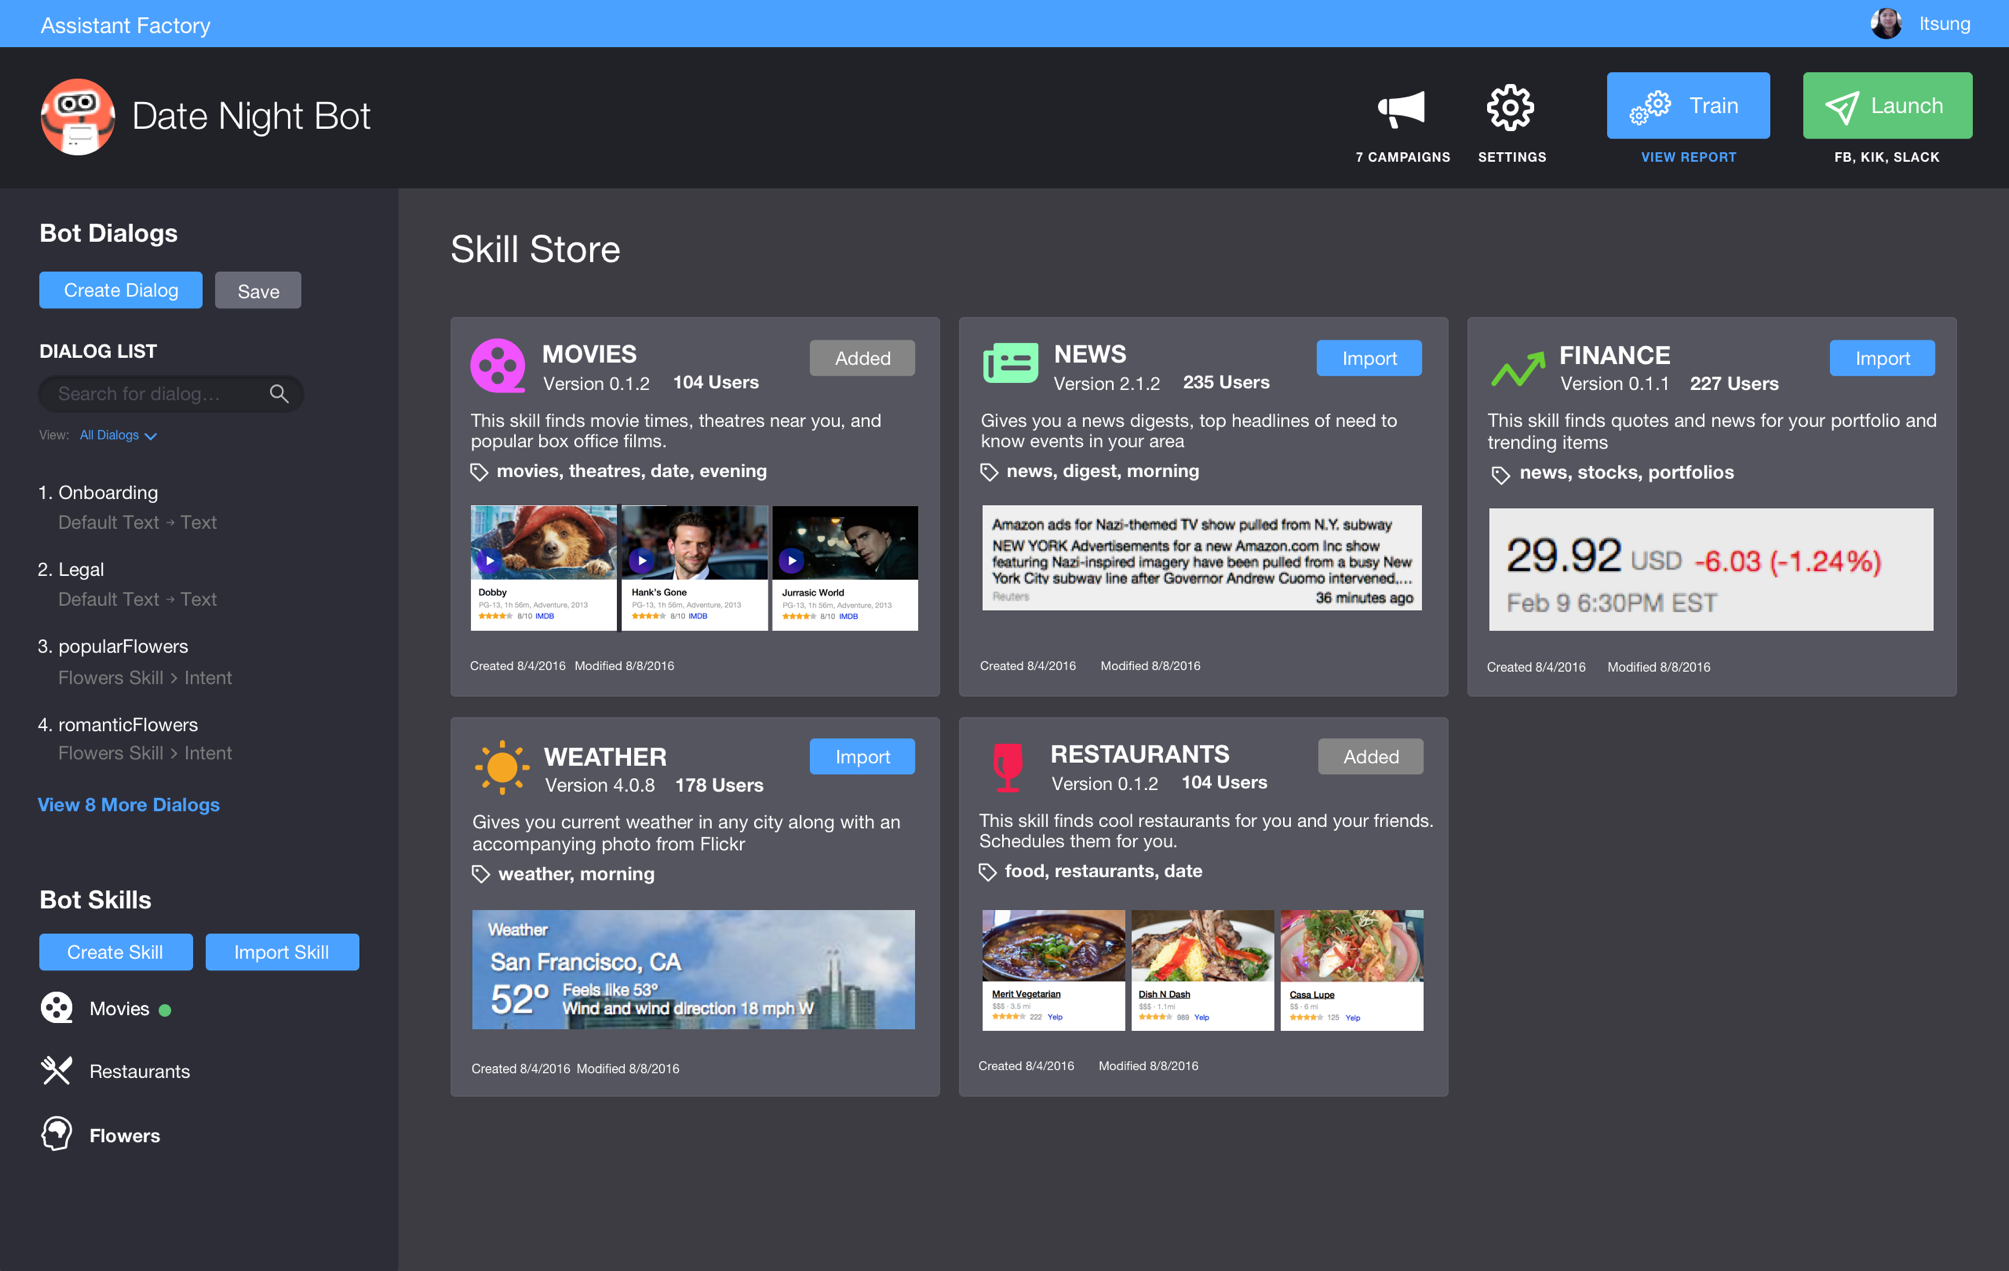 Assistant Factory
Itsung
Date Night Bot
7 CAMPAIGNS
SETTINGS
Train
VIEW REPORT
Launch
FB, KIK, SLACK
Bot Dialogs
Create Dialog
Save
DIALOG LIST
Search for dialog...
View: All Dialogs
1. Onboarding
Default Text → Text
2. Legal
Default Text → Text
3. popularFlowers
Flowers Skill > Intent
4. romanticFlowers
Flowers Skill > Intent
View 8 More Dialogs
Bot Skills
Create Skill
Import Skill
Movies
Restaurants
Flowers
Skill Store
MOVIES
Added
Version 0.1.2 104 Users
This skill finds movie times, theatres near you, and
popular box office films.
movies, theatres, date, evening
Dobby
PG-13, 1h 56m, Adventure, 2013
8/10 IMDB
Hank's Gone
PG-13, 1h 56m, Adventure, 2013
8/10 IMDB
Jurrasic World
PG-13, 1h 56m, Adventure, 2013
8/10 IMDB
Created 8/4/2016 Modified 8/8/2016
NEWS
Import
Version 2.1.2 235 Users
Gives you a news digests, top headlines of need to
know events in your area
news, digest, morning
Amazon ads for Nazi-themed TV show pulled from N.Y. subway
NEW YORK Advertisements for a new Amazon.com Inc show
featuring Nazi-inspired imagery have been pulled from a busy New
York City subway line after Governor Andrew Cuomo intervened,...
Reuters
36 minutes ago
Created 8/4/2016 Modified 8/8/2016
FINANCE
Import
Version 0.1.1 227 Users
This skill finds quotes and news for your portfolio and
trending items
news, stocks, portfolios
29.92 USD -6.03 (-1.24%)
Feb 9 6:30PM EST
Created 8/4/2016 Modified 8/8/2016
WEATHER
Import
Version 4.0.8 178 Users
Gives you current weather in any city along with an
accompanying photo from Flickr
weather, morning
Weather
San Francisco, CA
52° Feels like 53°
Wind and wind direction 18 mph W
Created 8/4/2016 Modified 8/8/2016
RESTAURANTS
Added
Version 0.1.2 104 Users
This skill finds cool restaurants for you and your friends.
Schedules them for you.
food, restaurants, date
Merit Vegetarian
$$$ · 3.5 mi
222 Yelp
Dish N Dash
$$$ · 1.1mi
989 Yelp
Casa Lupe
$$ · 6 mi
125 Yelp
Created 8/4/2016 Modified 8/8/2016